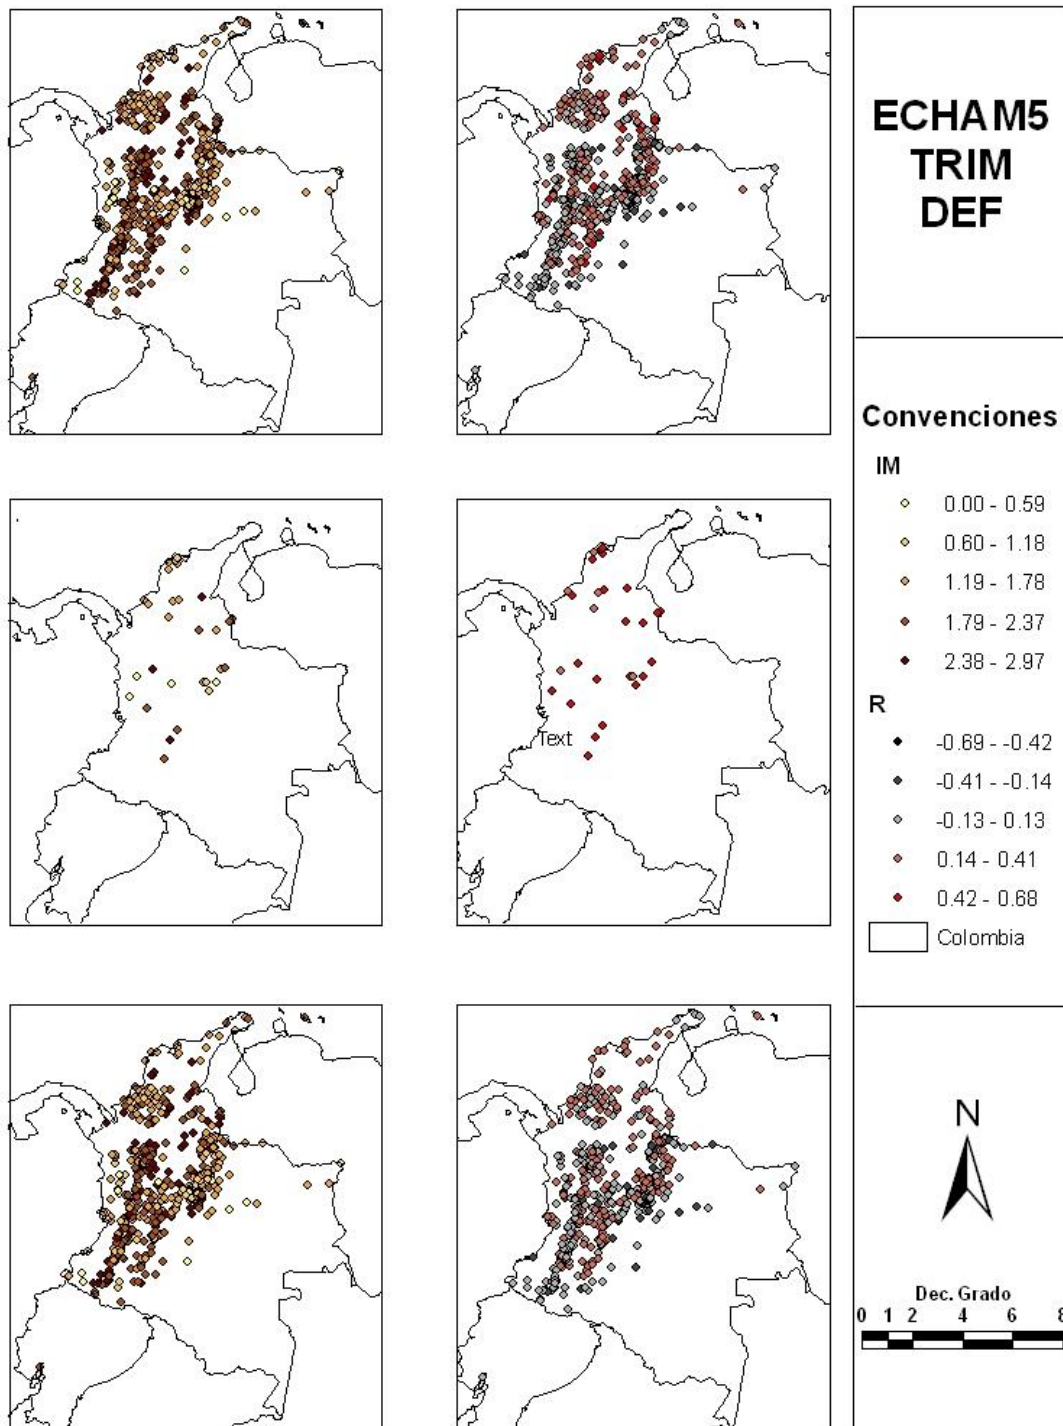 ECHAM5
TRIM
DEF
Convenciones
IM
0.00 - 0.59
0.60 - 1.18
1.19 - 1.78
1.79 - 2.37
2.38 - 2.97
R
-0.69 - -0.42
-0.41 - -0.14
-0.13 - 0.13
0.14 - 0.41
0.42 - 0.68
Colombia
Text
N
Dec. Grado
0 1 2 4 6 8